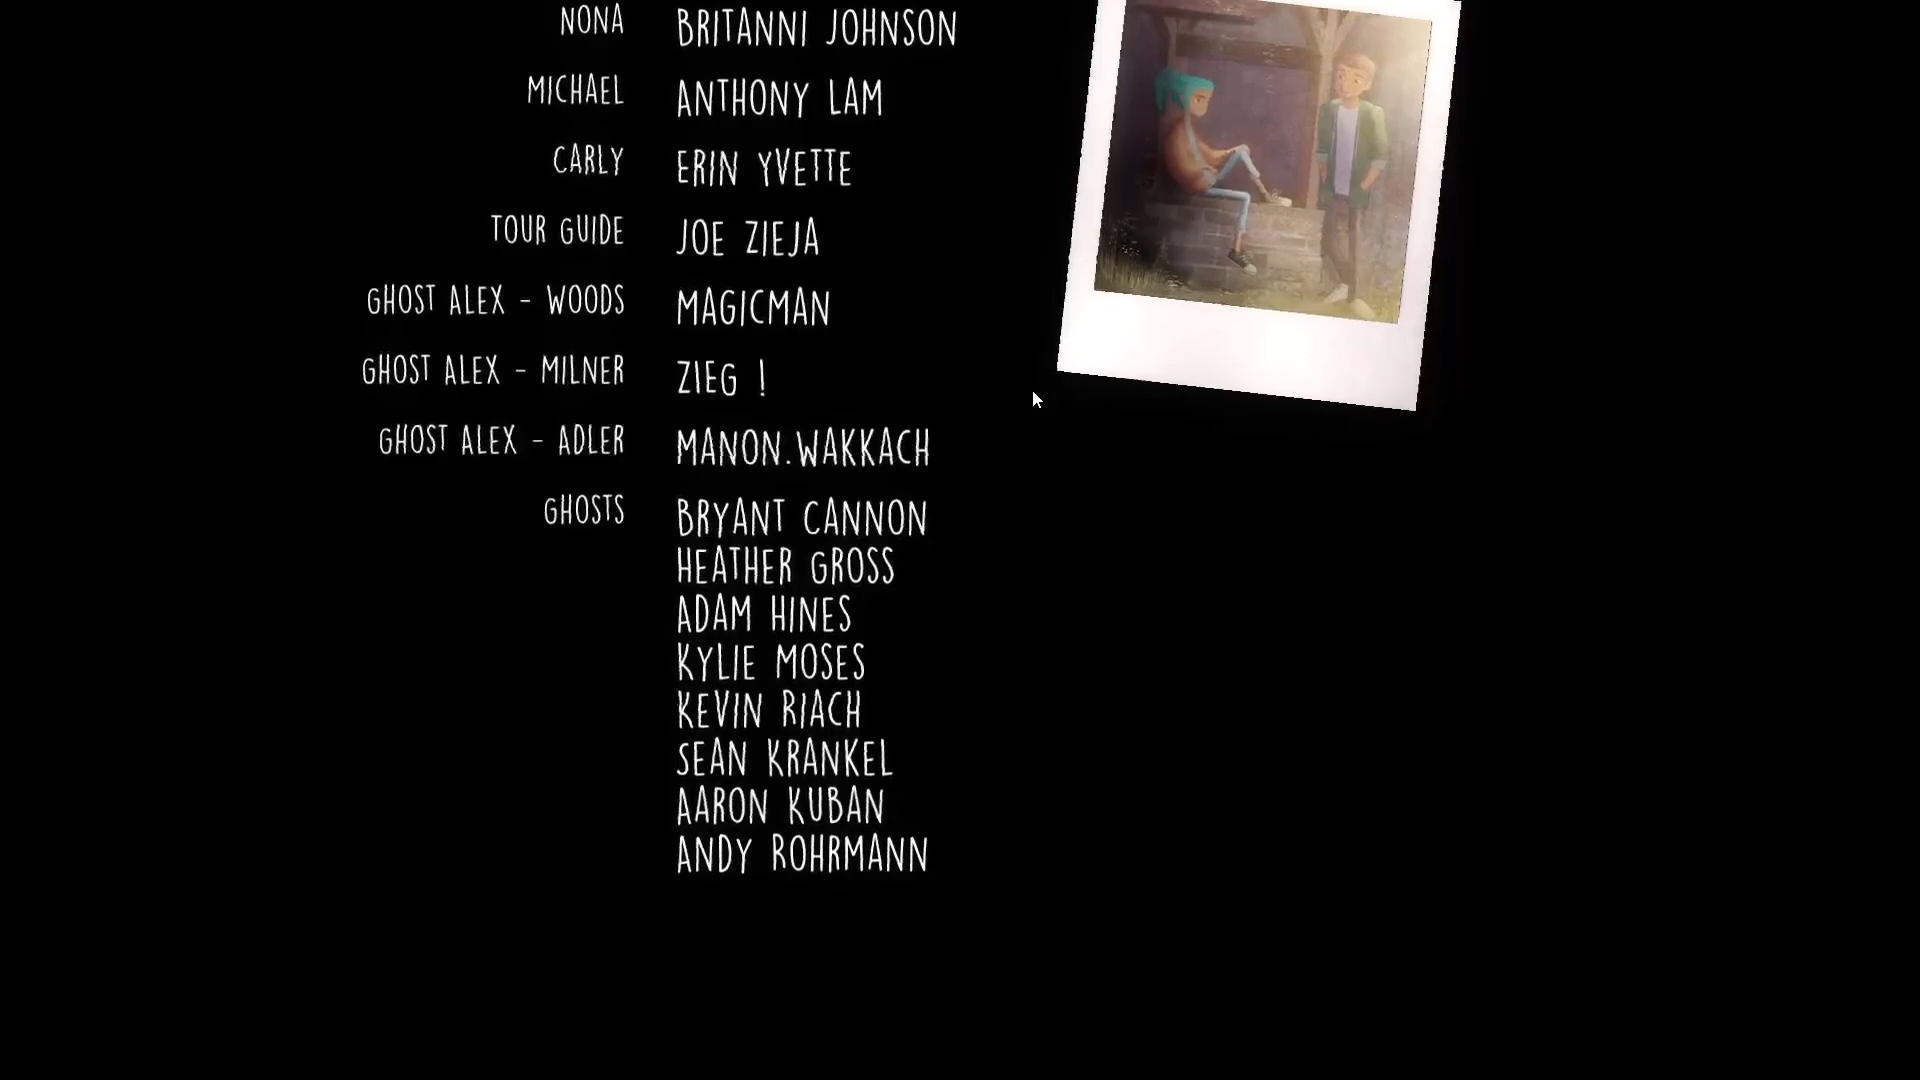 NONA BRITANNI JOHNSON
MICHAEL ANTHONY LAM
CARLY ERIN YVETTE
TOUR GUIDE JOE ZIEJA
GHOST ALEX - WOODS MAGICMAN
GHOST ALEX - MILNER ZIEG !
GHOST ALEX - ADLER MANON.WAKKACH
GHOSTS BRYANT CANNON
HEATHER GROSS
ADAM HINES
KYLIE MOSES
KEVIN RIACH
SEAN KRANKEL
AARON KUBAN
ANDY ROHRMANN